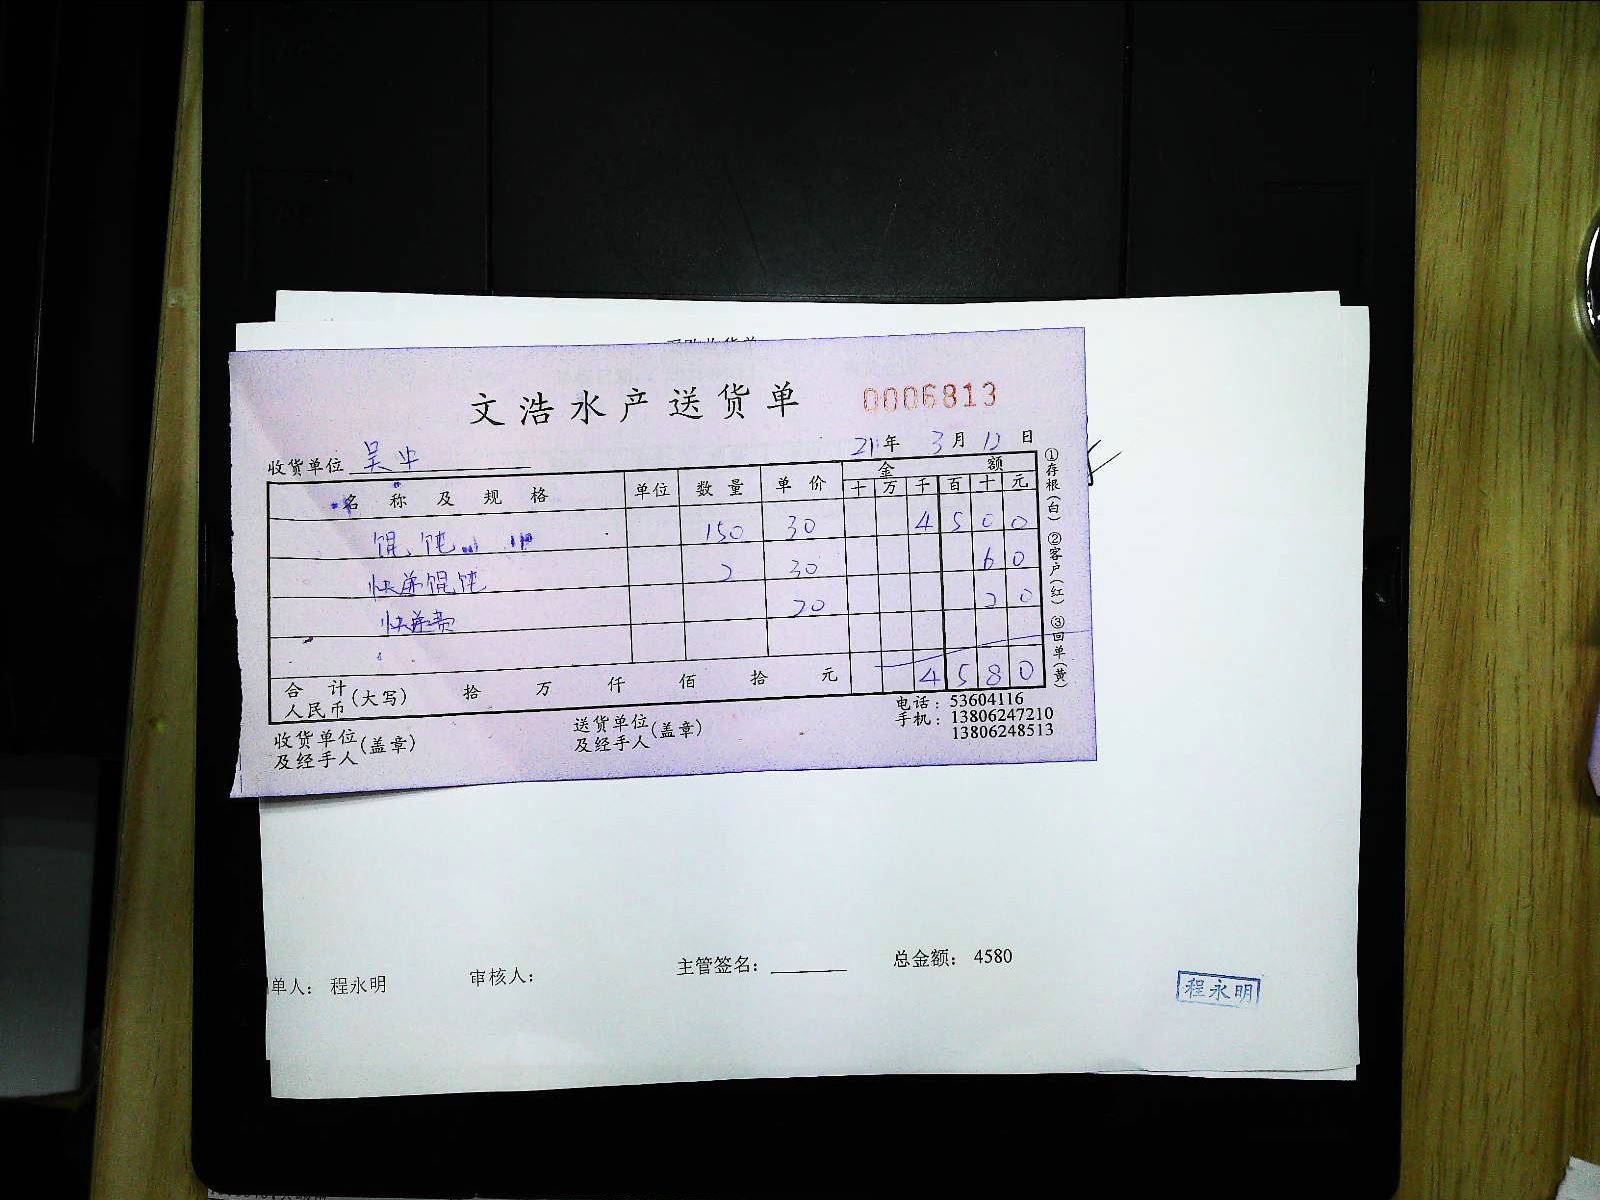 文浩水产送货单 0006813
收货单位 吴中 21年 3月 12日
名称及规格 单位 数量 单价 金额
十 万 千 百 十 元
馄饨 150 30 4 5 0 0
快递馄饨 2 30 6 0
快递费 20 2 0
合计人民币(大写) 拾 万 仟 佰 拾 元 4 5 8 0
①存根(白) ②客户(红) ③回单(黄)
收货单位及经手人(盖章) 送货单位及经手人(盖章)
电话:53604116
手机:13806247210
13806248513
单人: 程永明 审核人: 主管签名: 总金额: 4580
程永明